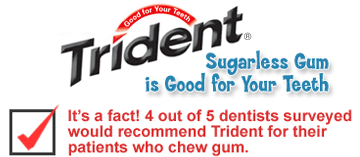 Good for Your Teeth
Trident®
Sugarless Gum
is Good for Your Teeth
It's a fact! 4 out of 5 dentists surveyed
would recommend Trident for their
patients who chew gum.